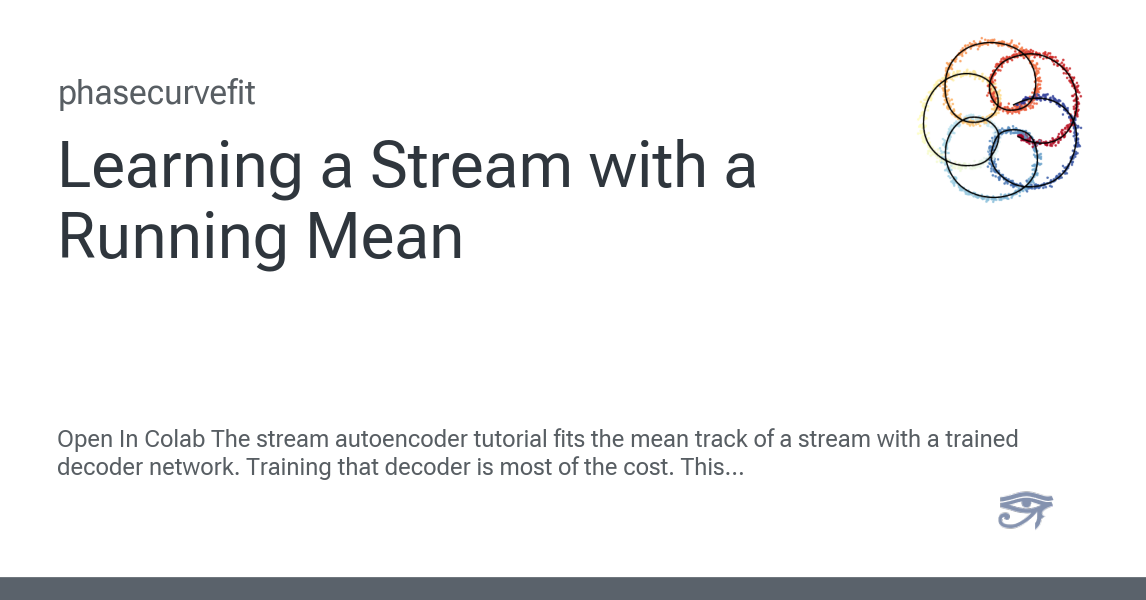 phasecurvefit
Learning a Stream with a
Running Mean
Open In Colab The stream autoencoder tutorial fits the mean track of a stream with a trained
decoder network. Training that decoder is most of the cost. This...